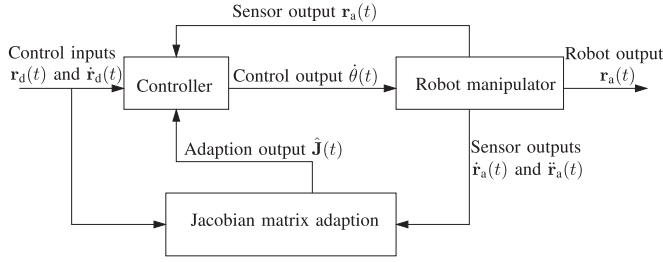 Sensor output r_a(t)
Control inputs
r_d(t) and ṙ_d(t)
Controller
Control output θ̇(t)
Robot manipulator
Robot output
r_a(t)
Adaption output Ĵ(t)
Sensor outputs
ṙ_a(t) and r̈_a(t)
Jacobian matrix adaption